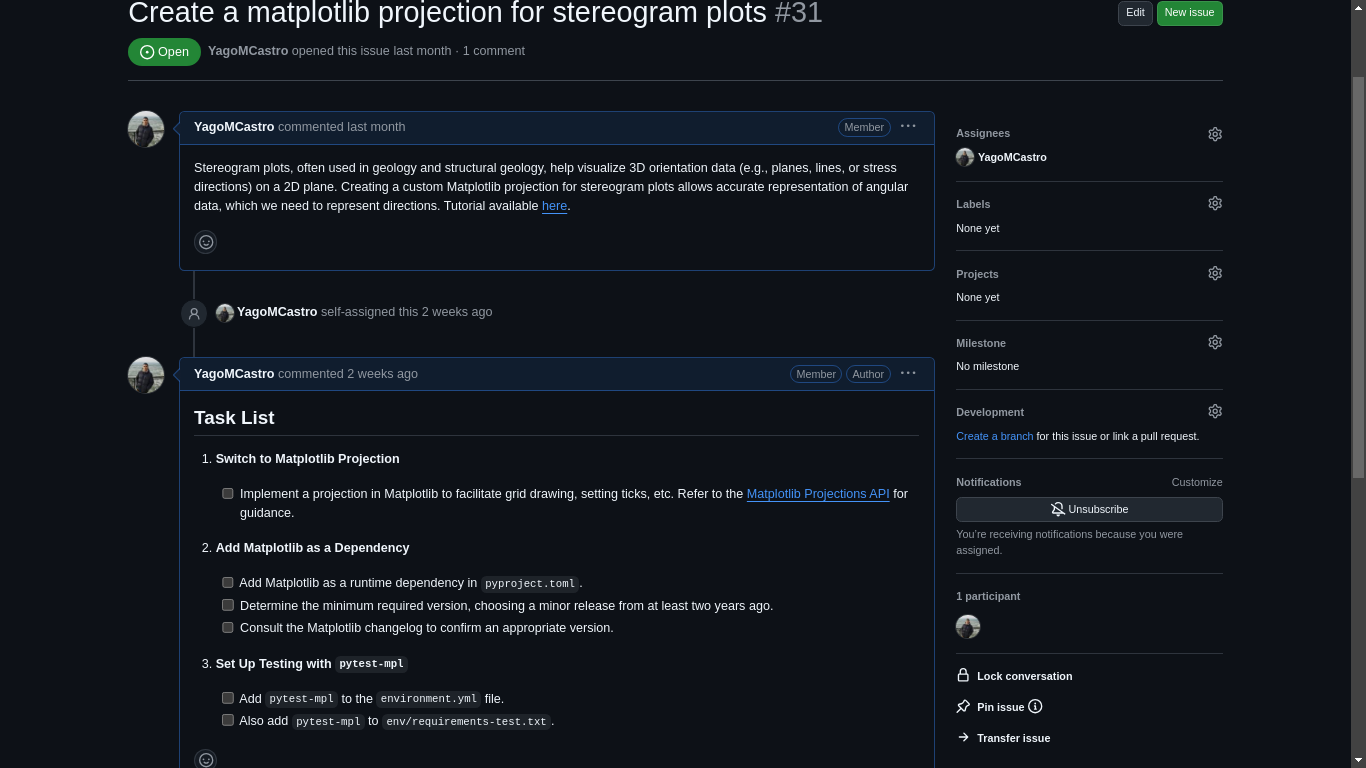 Create a matplotlib projection for stereogram plots #31
Edit
New issue
Open
YagoMCastro opened this issue last month · 1 comment
YagoMCastro commented last month
Member
Stereogram plots, often used in geology and structural geology, help visualize 3D orientation data (e.g., planes, lines, or stress
directions) on a 2D plane. Creating a custom Matplotlib projection for stereogram plots allows accurate representation of angular
data, which we need to represent directions. Tutorial available here.
YagoMCastro self-assigned this 2 weeks ago
YagoMCastro commented 2 weeks ago
Member
Author
Task List
1. Switch to Matplotlib Projection
Implement a projection in Matplotlib to facilitate grid drawing, setting ticks, etc. Refer to the Matplotlib Projections API for
guidance.
2. Add Matplotlib as a Dependency
Add Matplotlib as a runtime dependency in pyproject.toml.
Determine the minimum required version, choosing a minor release from at least two years ago.
Consult the Matplotlib changelog to confirm an appropriate version.
3. Set Up Testing with pytest-mpl
Add pytest-mpl to the environment.yml file.
Also add pytest-mpl to env/requirements-test.txt.
Assignees
YagoMCastro
Labels
None yet
Projects
None yet
Milestone
No milestone
Development
Create a branch for this issue or link a pull request.
Notifications
Customize
Unsubscribe
You're receiving notifications because you were
assigned.
1 participant
Lock conversation
Pin issue
Transfer issue